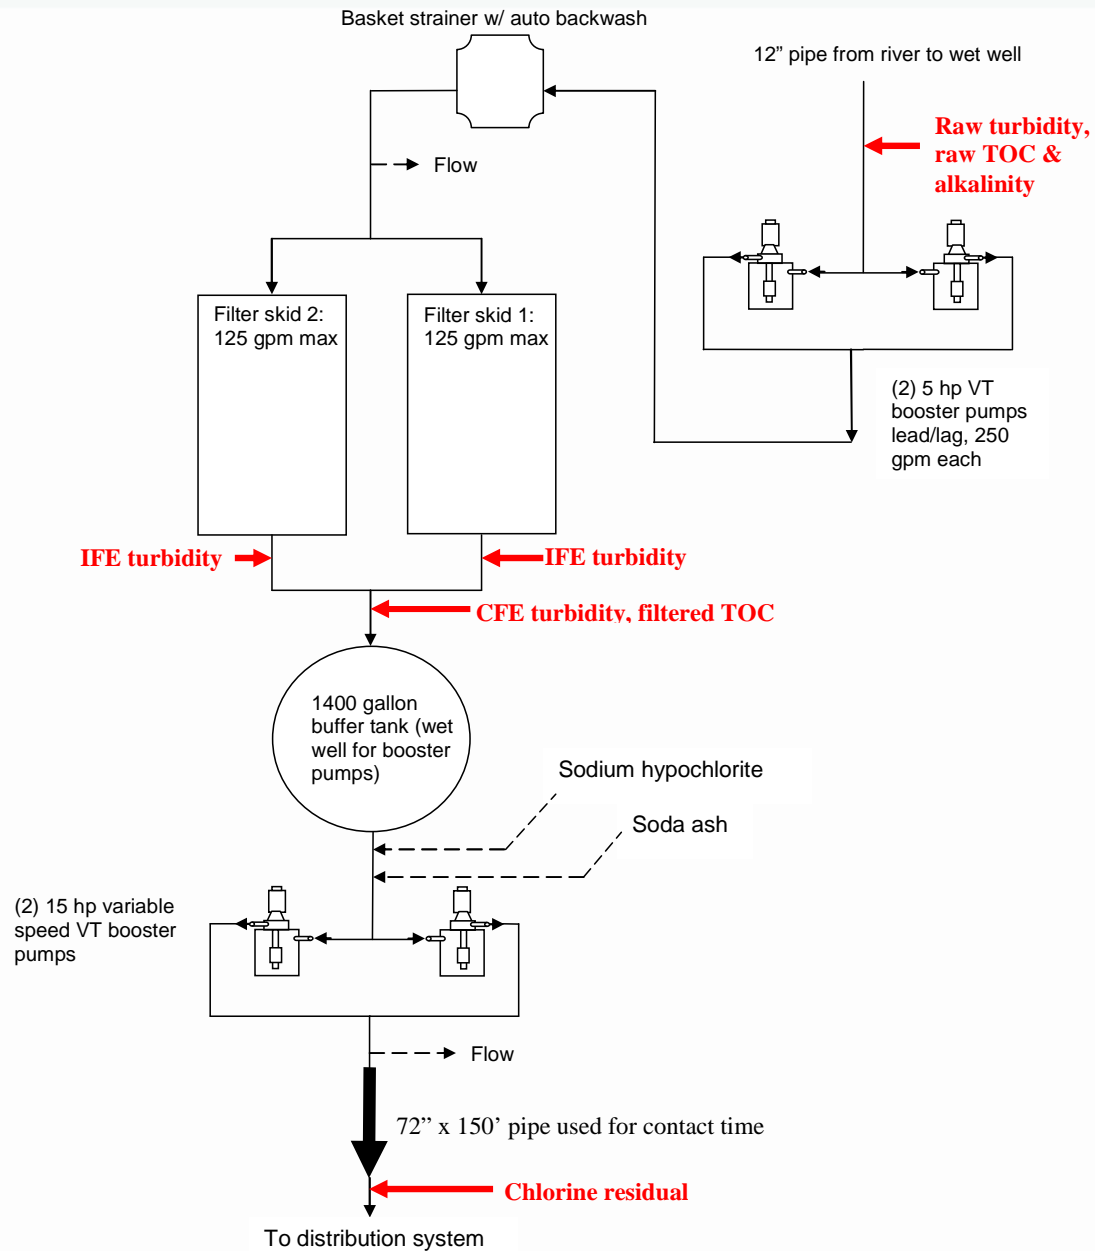 Basket strainer w/ auto backwash
12” pipe from river to wet well
Raw turbidity,
raw TOC &
alkalinity
Flow
Filter skid 2:
125 gpm max
Filter skid 1:
125 gpm max
(2) 5 hp VT
booster pumps
lead/lag, 250
gpm each
IFE turbidity
IFE turbidity
CFE turbidity, filtered TOC
1400 gallon
buffer tank (wet
well for booster
pumps)
Sodium hypochlorite
Soda ash
(2) 15 hp variable
speed VT booster
pumps
Flow
72” x 150’ pipe used for contact time
Chlorine residual
To distribution system